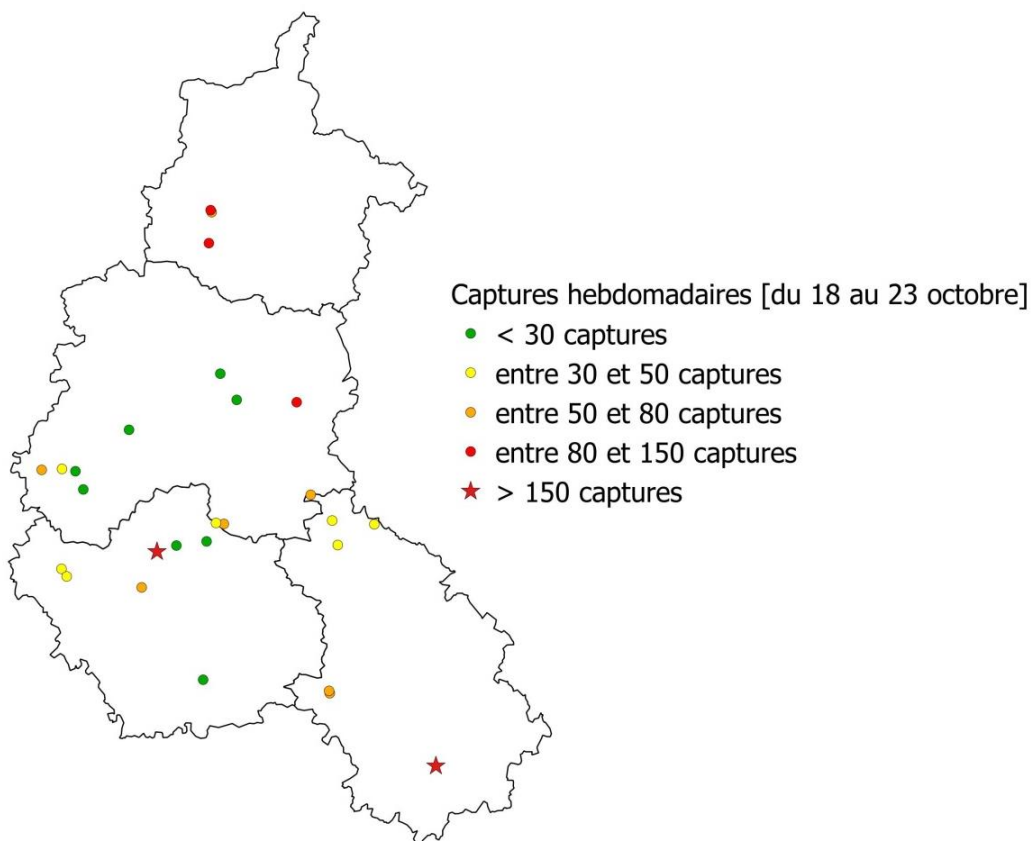 Captures hebdomadaires [du 18 au 23 octobre]
< 30 captures
entre 30 et 50 captures
entre 50 et 80 captures
entre 80 et 150 captures
> 150 captures